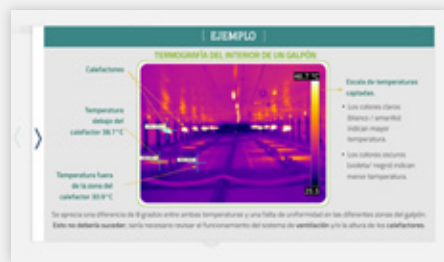 | EJEMPLO |
TERMOGRAFÍA DEL INTERIOR DE UN GALPÓN
Calefactores
Temperatura
debajo del
calefactor 38.7°C
Temperatura fuera
de la zona del
calefactor 30.9°C
Escala de temperaturas
captadas.
• Los colores claros
(blanco / amarillo)
indican mayor
temperatura.
• Los colores oscuros
(violeta/ negro) indican
menor temperatura.
Se aprecia una diferencia de 8 grados entre ambas temperaturas y una falta de uniformidad en las diferentes zonas del galpón.
Esto no debería suceder, sería necesario revisar el funcionamiento del sistema de ventilación y/o la altura de los calefactores.